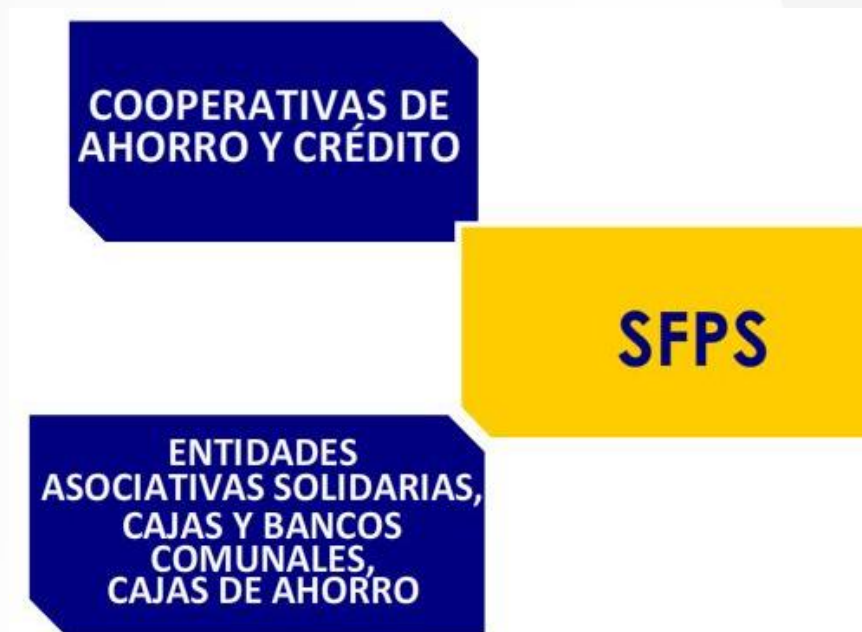 COOPERATIVAS DE
AHORRO Y CRÉDITO
SFPS
ENTIDADES
ASOCIATIVAS SOLIDARIAS,
CAJAS Y BANCOS
COMUNALES,
CAJAS DE AHORRO